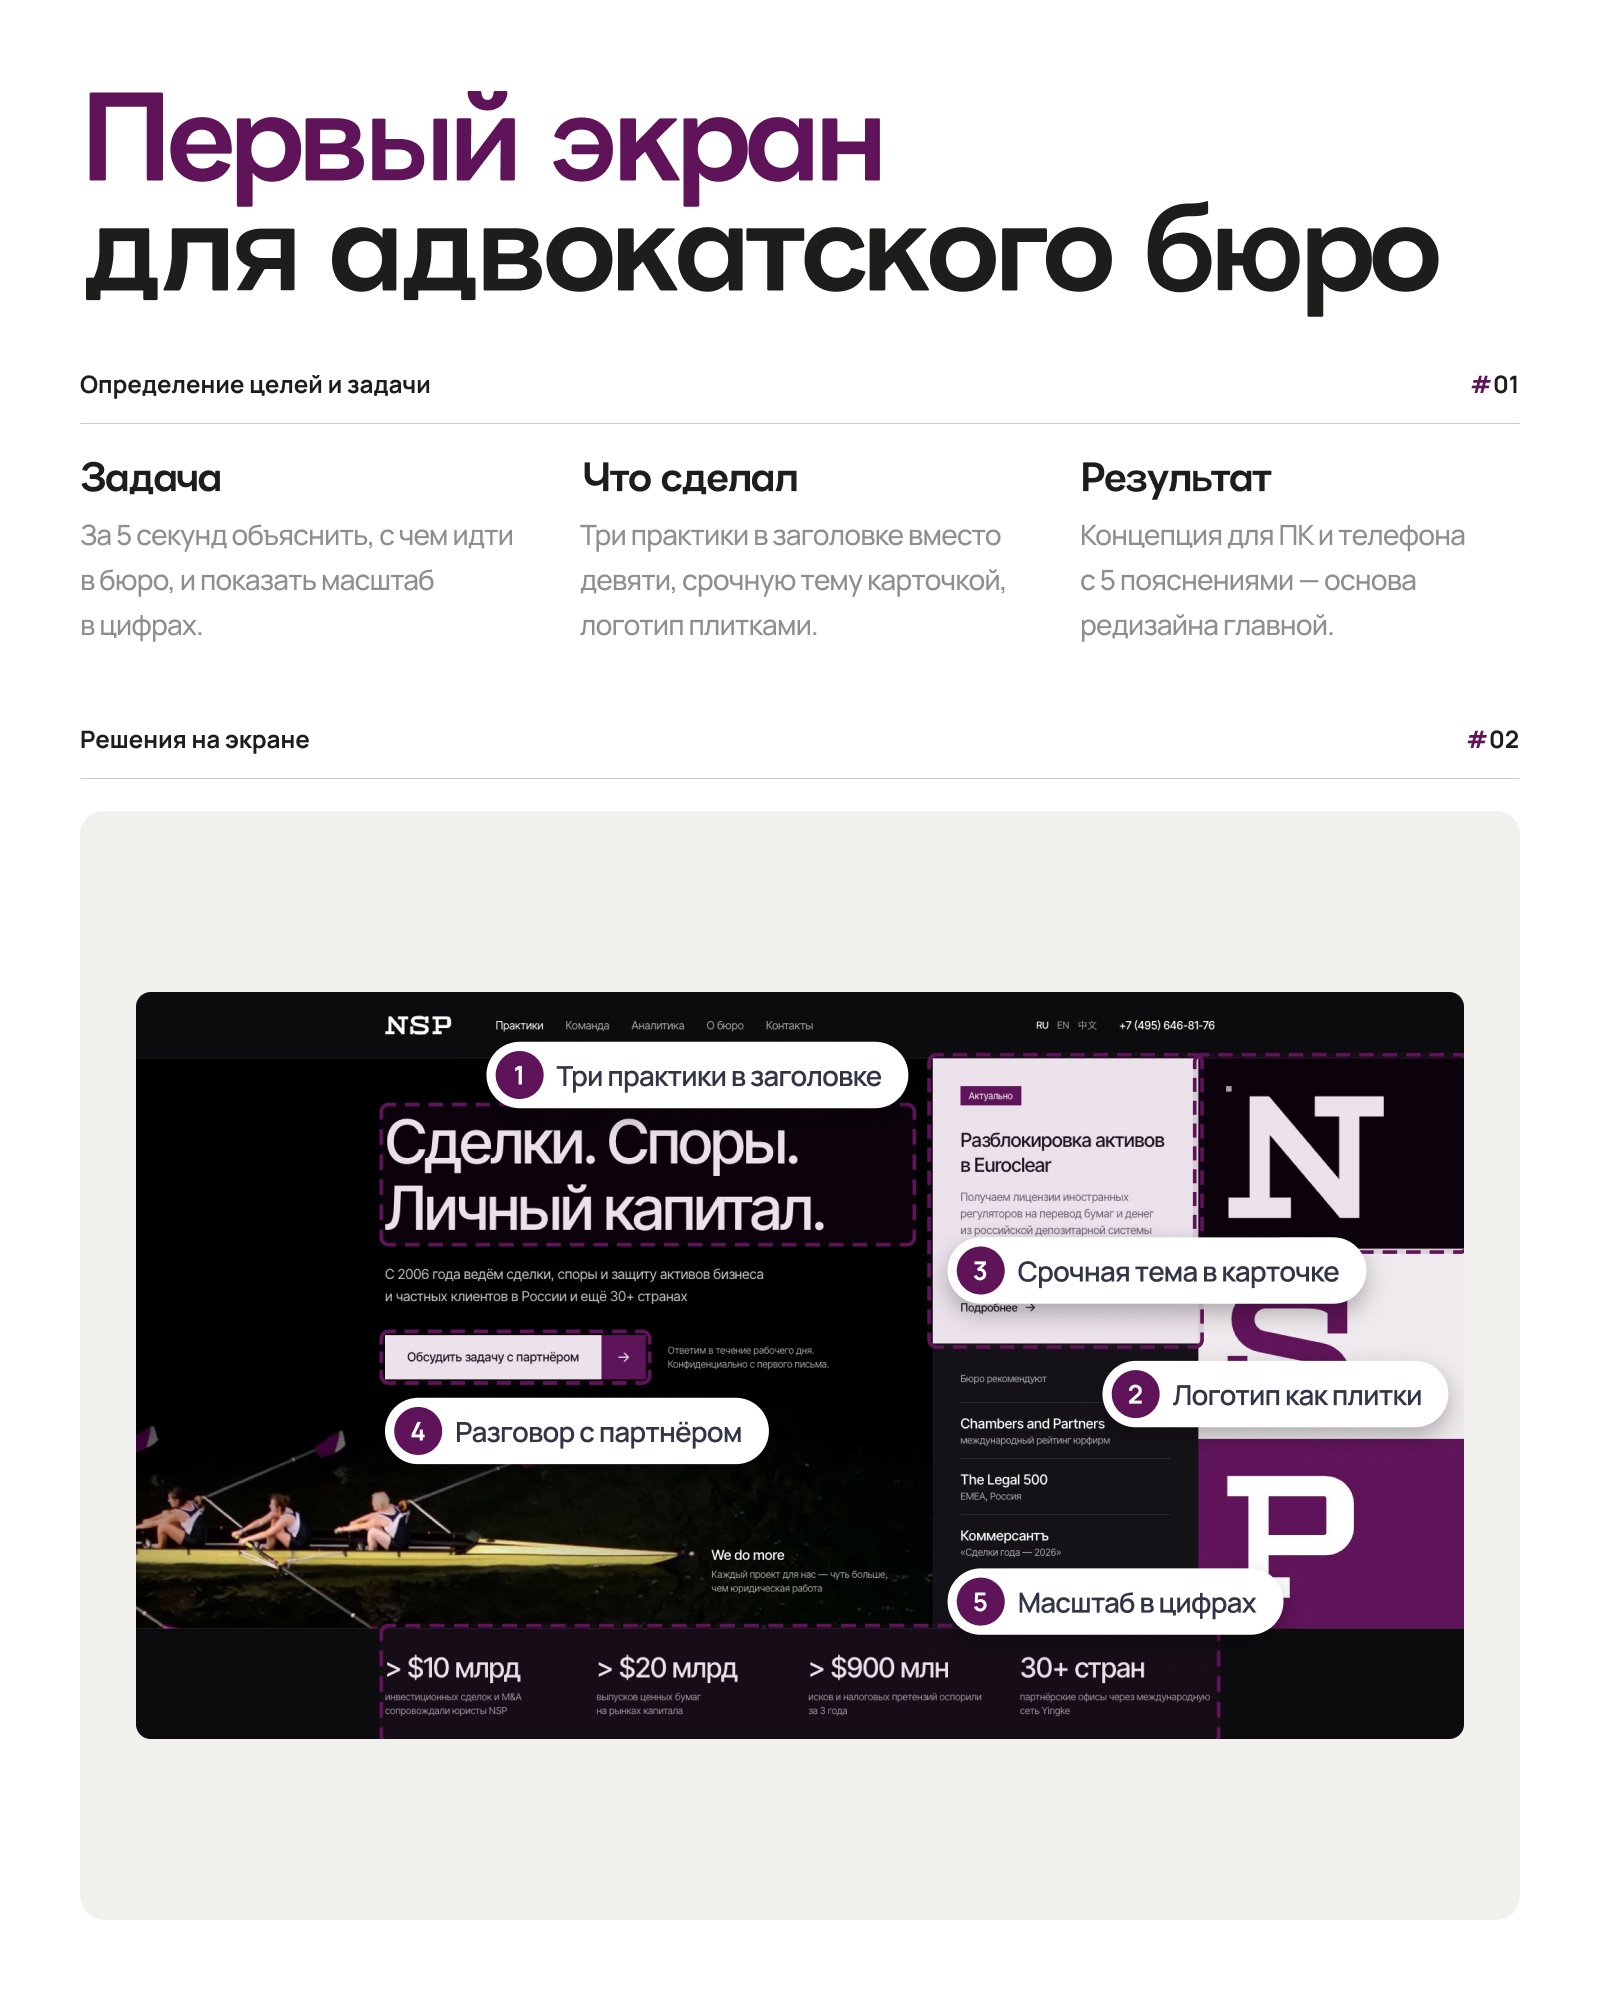 Первый экран
для адвокатского бюро
Определение целей и задачи
#01
Задача
За 5 секунд объяснить, с чем идти
в бюро, и показать масштаб
в цифрах.
Что сделал
Три практики в заголовке вместо
девяти, срочную тему карточкой,
логотип плитками.
Результат
Концепция для ПК и телефона
с 5 пояснениями — основа
редизайна главной.
Решения на экране
#02
NSP
Практики Команда Аналитика О бюро Контакты
RU EN 中文 +7 (495) 646-81-76
1 Три практики в заголовке
Сделки. Споры.
Личный капитал.
С 2006 года ведём сделки, споры и защиту активов бизнеса
и частных клиентов в России и ещё 30+ странах
Обсудить задачу с партнёром →
Ответим в течение рабочего дня.
Конфиденциально с первого письма.
4 Разговор с партнёром
We do more
Каждый проект для нас — чуть больше,
чем юридическая работа
Актуально
Разблокировка активов
в Euroclear
Получаем лицензии иностранных
регуляторов на перевод бумаг и денег
из российской депозитарной системы
3 Срочная тема в карточке
Подробнее →
Бюро рекомендуют
Chambers and Partners
международный рейтинг юрфирм
The Legal 500
EMEA, Россия
Коммерсантъ
«Сделки года — 2026»
N
S
2 Логотип как плитки
P
5 Масштаб в цифрах
> $10 млрд
инвестиционных сделок и M&A
сопровождали юристы NSP
> $20 млрд
выпусков ценных бумаг
на рынках капитала
> $900 млн
исков и налоговых претензий оспорили
за 3 года
30+ стран
партнёрские офисы через международную
сеть Yingke